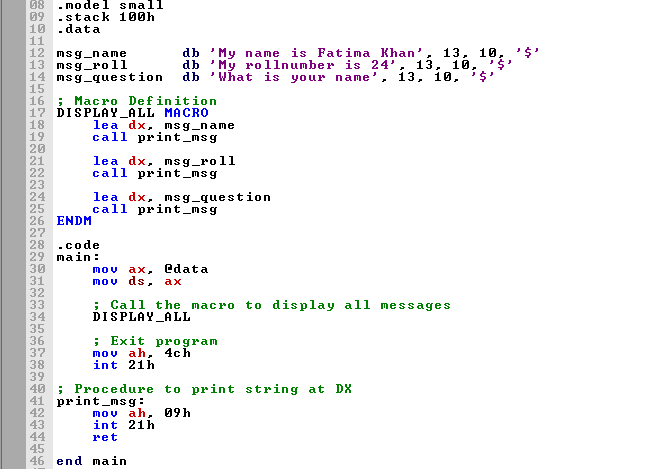 08 .model small
09 .stack 100h
10 .data
11
12 msg_name       db 'My name is Fatima Khan', 13, 10, '$'
13 msg_roll       db 'My rollnumber is 24', 13, 10, '$'
14 msg_question   db 'What is your name', 13, 10, '$'
15
16 ; Macro Definition
17 DISPLAY_ALL MACRO
18     lea dx, msg_name
19     call print_msg
20
21     lea dx, msg_roll
22     call print_msg
23
24     lea dx, msg_question
25     call print_msg
26 ENDM
27
28 .code
29 main:
30     mov ax, @data
31     mov ds, ax
32
33     ; Call the macro to display all messages
34     DISPLAY_ALL
35
36     ; Exit program
37     mov ah, 4ch
38     int 21h
39
40 ; Procedure to print string at DX
41 print_msg:
42     mov ah, 09h
43     int 21h
44     ret
45
46 end main